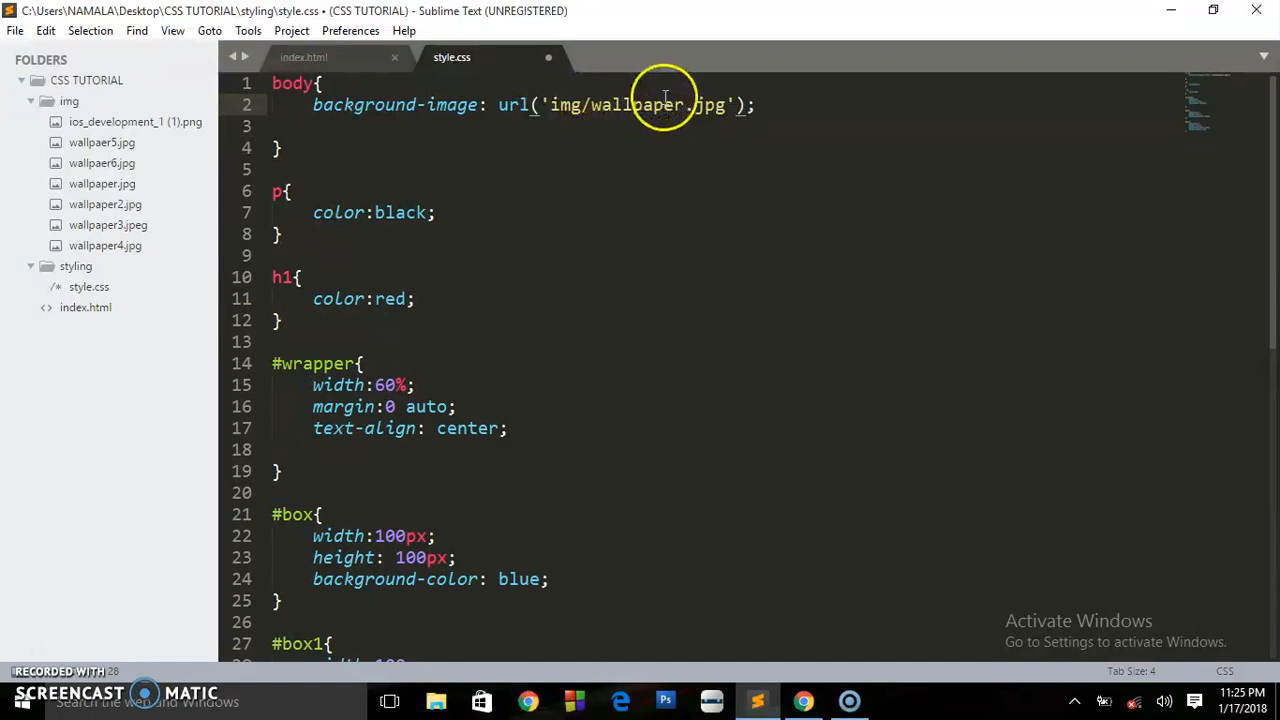 C:\Users\NAMALA\Desktop\CSS TUTORIAL\styling\style.css • (CSS TUTORIAL) - Sublime Text (UNREGISTERED)
File Edit Selection Find View Goto Tools Project Preferences Help
FOLDERS
CSS TUTORIAL
img
ios_development_1 (1).png
wallpaer5.jpg
wallpaer6.jpg
wallpaper.jpg
wallpaper2.jpg
wallpaper3.jpeg
wallpaper4.jpg
styling
/* style.css
<> index.html
index.html × style.css
1 body{
2 background-image: url('img/wallpaper.jpg');
3
4 }
5
6 p{
7 color:black;
8 }
9
10 h1{
11 color:red;
12 }
13
14 #wrapper{
15 width:60%;
16 margin:0 auto;
17 text-align: center;
18
19 }
20
21 #box{
22 width:100px;
23 height: 100px;
24 background-color: blue;
25 }
26
27 #box1{
Activate Windows
Go to Settings to activate Windows.
28
Tab Size: 4 CSS
RECORDED WITH
SCREENCAST MATIC
Search the web and Windows
11:25 PM
1/17/2018